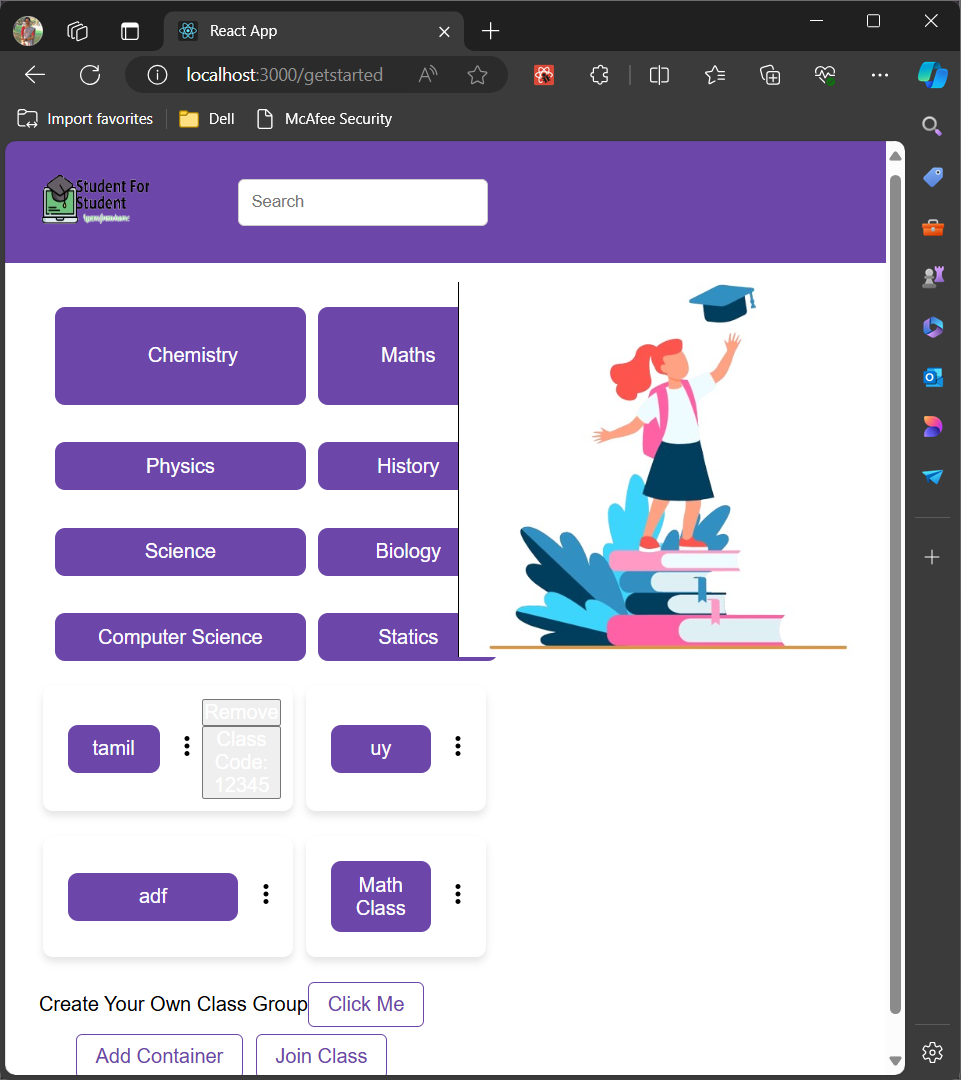 React App
localhost:3000/getstarted
Import favorites
Dell
McAfee Security
Student For
Student
Search
Chemistry
Maths
Physics
History
Science
Biology
Computer Science
Statics
tamil
Remove
Class
Code:
12345
uy
adf
Math
Class
Create Your Own Class Group
Click Me
Add Container
Join Class